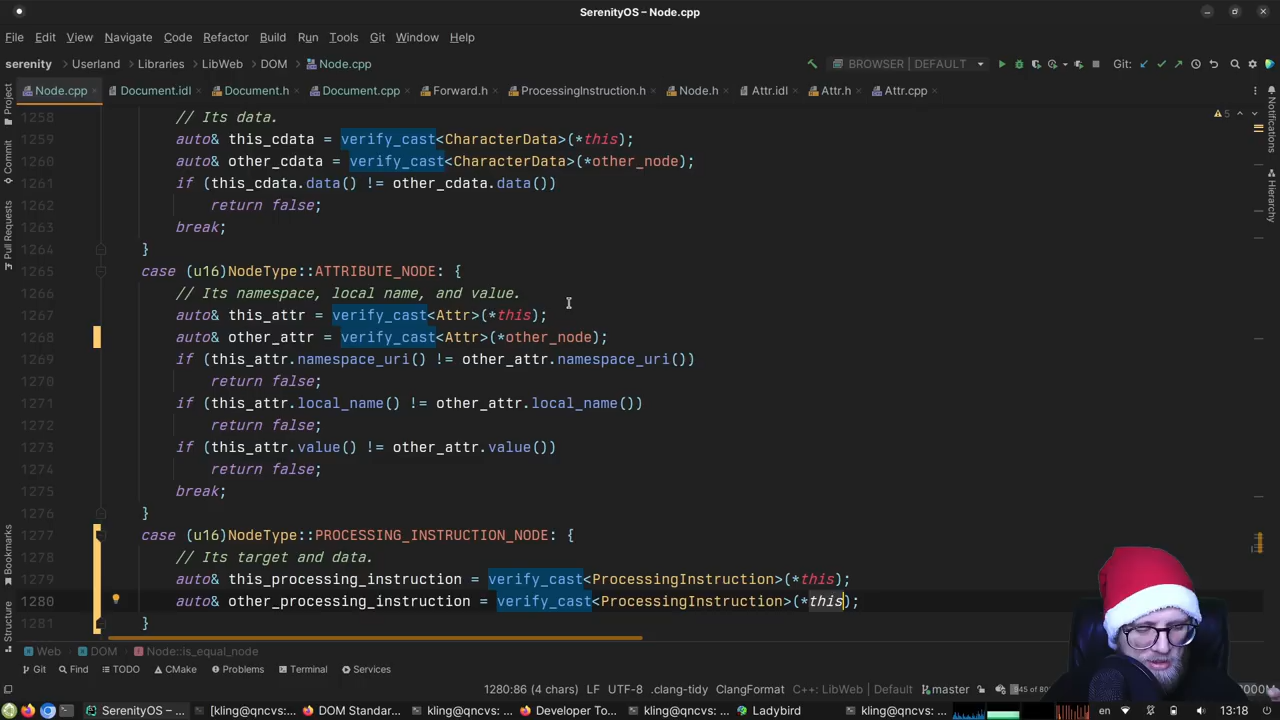 SerenityOS – Node.cpp
File Edit View Navigate Code Refactor Build Run Tools Git Window Help
serenity Userland Libraries LibWeb DOM Node.cpp BROWSER | DEFAULT Git:
Node.cpp Document.idl Document.h Document.cpp Forward.h ProcessingInstruction.h Node.h Attr.idl Attr.h Attr.cpp
Project
Commit
Pull Requests
Bookmarks
Structure
Notifications
Hierarchy
5
1258 // Its data.
1259 auto& this_cdata = verify_cast<CharacterData>(*this);
1260 auto& other_cdata = verify_cast<CharacterData>(*other_node);
1261 if (this_cdata.data() != other_cdata.data())
1262 return false;
1263 break;
1264 }
1265 case (u16)NodeType::ATTRIBUTE_NODE: {
1266 // Its namespace, local name, and value.
1267 auto& this_attr = verify_cast<Attr>(*this);
1268 auto& other_attr = verify_cast<Attr>(*other_node);
1269 if (this_attr.namespace_uri() != other_attr.namespace_uri())
1270 return false;
1271 if (this_attr.local_name() != other_attr.local_name())
1272 return false;
1273 if (this_attr.value() != other_attr.value())
1274 return false;
1275 break;
1276 }
1277 case (u16)NodeType::PROCESSING_INSTRUCTION_NODE: {
1278 // Its target and data.
1279 auto& this_processing_instruction = verify_cast<ProcessingInstruction>(*this);
1280 auto& other_processing_instruction = verify_cast<ProcessingInstruction>(*this);
1281 }
Web DOM Node::is_equal_node
Git Find TODO CMake Problems Terminal Services
1280:86 (4 chars) LF UTF-8 .clang-tidy ClangFormat C++: LibWeb | Default master
SerenityOS – ... [kling@qncvs: ... DOM Standar... kling@qncvs: ... Developer To... kling@qncvs: ... Ladybird kling@qncvs: ... en 13:18